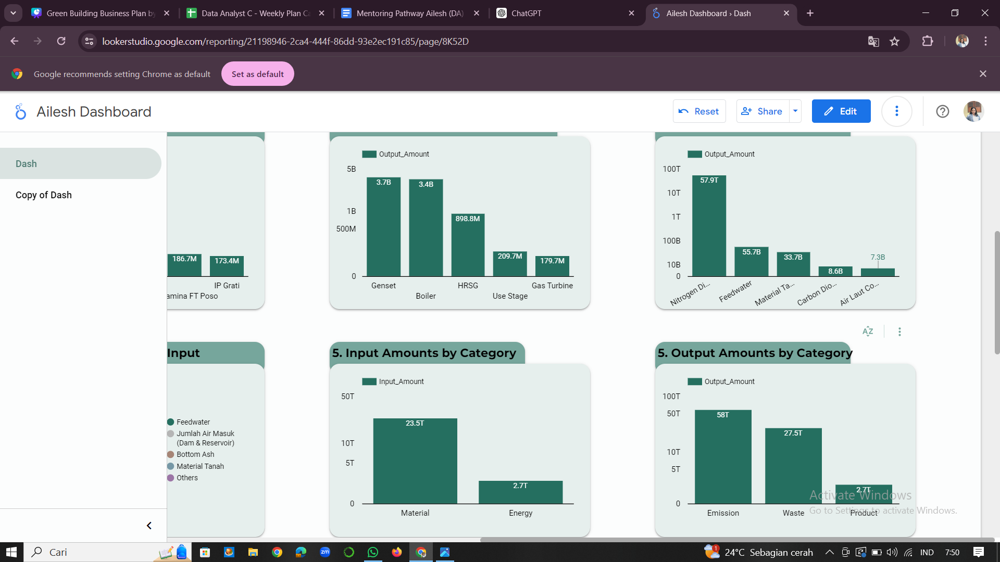 Green Building Business Plan by
Data Analyst C - Weekly Plan Ca
Mentoring Pathway Ailesh (DA)
ChatGPT
Ailesh Dashboard › Dash
lookerstudio.google.com/reporting/21198946-2ca4-444f-86dd-93e2ec191c85/page/8K52D
Google recommends setting Chrome as default
Set as default
Ailesh Dashboard
Reset
Share
Edit
Dash
Copy of Dash
186.7M
173.4M
IP Grati
amina FT Poso
Output_Amount
5B
1B
500M
0
3.7B
3.4B
898.8M
209.7M
179.7M
Genset
Boiler
HRSG
Use Stage
Gas Turbine
Output_Amount
100T
10T
1T
100B
10B
0
57.9T
55.7B
33.7B
8.6B
7.3B
Nitrogen Di...
Feedwater
Material Ta...
Carbon Dio...
Air Laut Co...
AZ
Input
Feedwater
Jumlah Air Masuk
(Dam & Reservoir)
Bottom Ash
Material Tanah
Others
5. Input Amounts by Category
Input_Amount
50T
10T
5T
0
23.5T
2.7T
Material
Energy
5. Output Amounts by Category
Output_Amount
100T
50T
10T
5T
0
58T
27.5T
2.7T
Emission
Waste
Product
Activate Windows
Go to Settings to activate Windows.
Cari
zm
1
24°C Sebagian cerah
IND
7:50